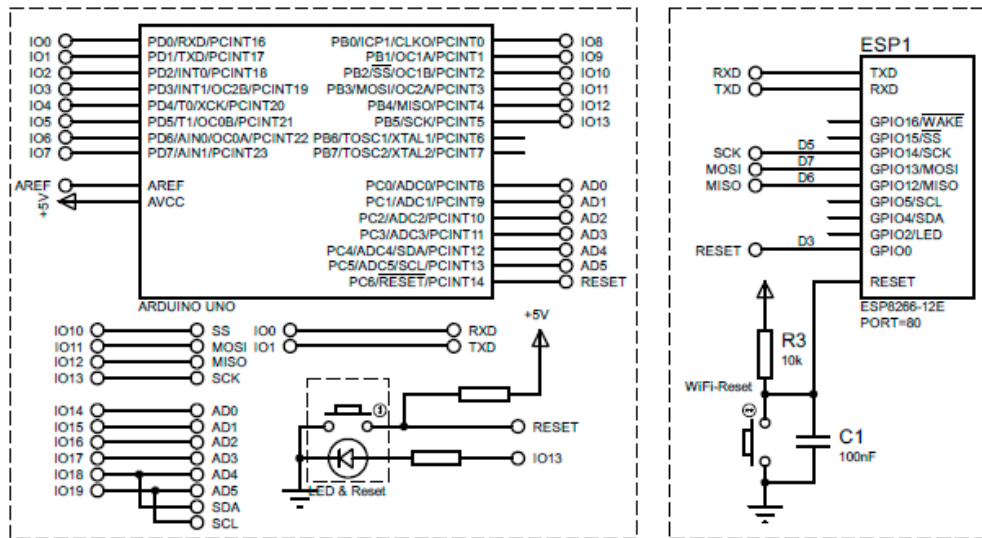 IO0 PD0/RXD/PCINT16 PB0/ICP1/CLKO/PCINT0 IO8
IO1 PD1/TXD/PCINT17 PB1/OC1A/PCINT1 IO9
IO2 PD2/INT0/PCINT18 PB2/SS/OC1B/PCINT2 IO10
IO3 PD3/INT1/OC2B/PCINT19 PB3/MOSI/OC2A/PCINT3 IO11
IO4 PD4/T0/XCK/PCINT20 PB4/MISO/PCINT4 IO12
IO5 PD5/T1/OC0B/PCINT21 PB5/SCK/PCINT5 IO13
IO6 PD6/AIN0/OC0A/PCINT22 PB6/TOSC1/XTAL1/PCINT6
IO7 PD7/AIN1/PCINT23 PB7/TOSC2/XTAL2/PCINT7
AREF AREF PC0/ADC0/PCINT8 AD0
+5V AVCC PC1/ADC1/PCINT9 AD1
PC2/ADC2/PCINT10 AD2
PC3/ADC3/PCINT11 AD3
PC4/ADC4/SDA/PCINT12 AD4
PC5/ADC5/SCL/PCINT13 AD5
PC6/RESET/PCINT14 RESET
ARDUINO UNO
IO10 SS IO0 RXD
IO11 MOSI IO1 TXD
IO12 MISO
IO13 SCK
+5V
IO14 AD0
IO15 AD1
IO16 AD2
IO17 AD3
IO18 AD4
IO19 AD5
SDA
SCL
RESET
IO13
LED & Reset
ESP1
RXD TXD
TXD RXD
GPIO16/WAKE
GPIO15/SS
SCK D5 GPIO14/SCK
MOSI D7 GPIO13/MOSI
MISO D6 GPIO12/MISO
GPIO5/SCL
GPIO4/SDA
GPIO2/LED
RESET D3 GPIO0
RESET
ESP8266-12E
PORT=80
R3
10k
WiFi-Reset
C1
100nF